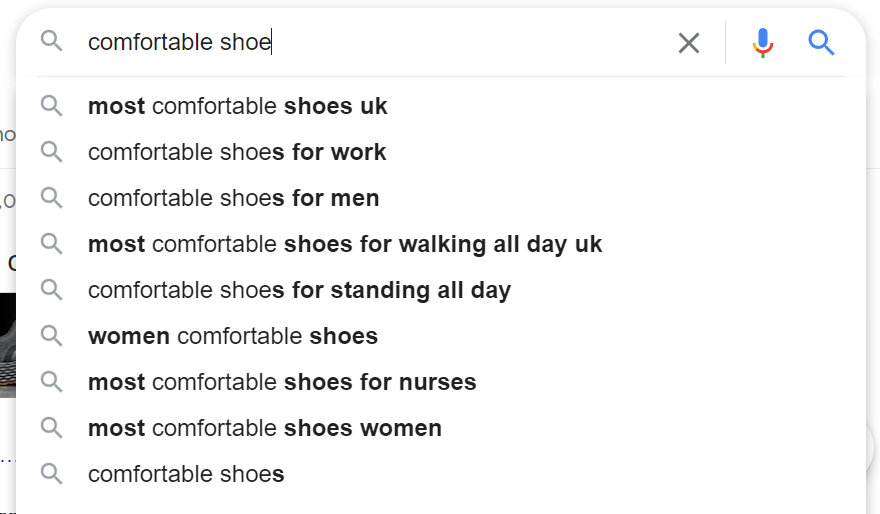 comfortable shoe
most comfortable shoes uk
comfortable shoes for work
comfortable shoes for men
most comfortable shoes for walking all day uk
comfortable shoes for standing all day
women comfortable shoes
most comfortable shoes for nurses
most comfortable shoes women
comfortable shoes